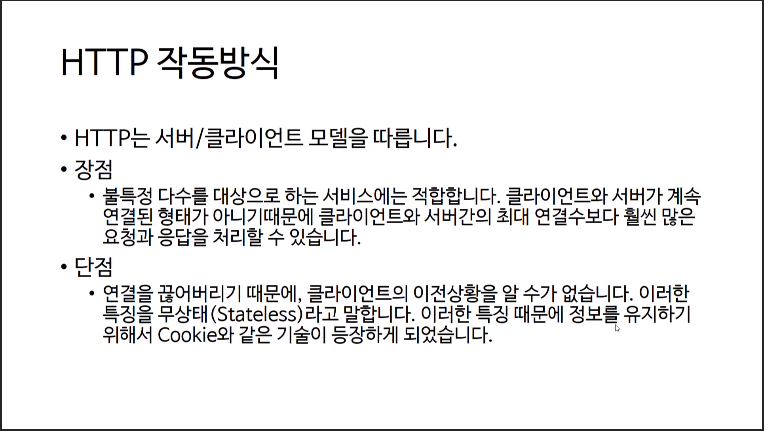 HTTP 작동방식
• HTTP는 서버/클라이언트 모델을 따릅니다.
• 장점
• 불특정 다수를 대상으로 하는 서비스에는 적합합니다. 클라이언트와 서버가 계속
연결된 형태가 아니기때문에 클라이언트와 서버간의 최대 연결수보다 훨씬 많은
요청과 응답을 처리할 수 있습니다.
• 단점
• 연결을 끊어버리기 때문에, 클라이언트의 이전상황을 알 수가 없습니다. 이러한
특징을 무상태(Stateless)라고 말합니다. 이러한 특징 때문에 정보를 유지하기
위해서 Cookie와 같은 기술이 등장하게 되었습니다.